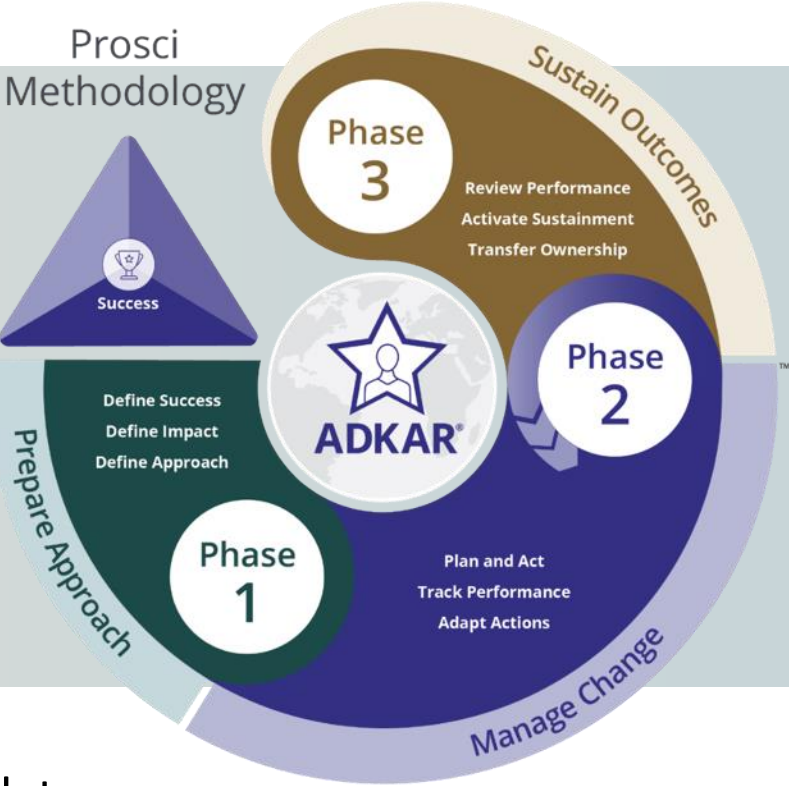 Prosci
Methodology
Success
Sustain Outcomes
Phase
3
Review Performance
Activate Sustainment
Transfer Ownership
Phase
2
™
ADKAR®
Define Success
Define Impact
Define Approach
Prepare Approach
Phase
1
Plan and Act
Track Performance
Adapt Actions
Manage Change